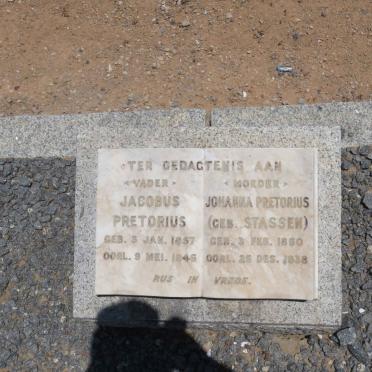 TER GEDAGTENIS AAN
-VADER-
JACOBUS
PRETORIUS
GEB. 3 JAN. 1857
OORL. 9 MEI. 1945
-MOEDER-
JOHANNA PRETORIUS
(GEB. STASSEN)
GEB. 3 FEB. 1860
OORL. 25 DES. 1938
RUS IN VREDE.